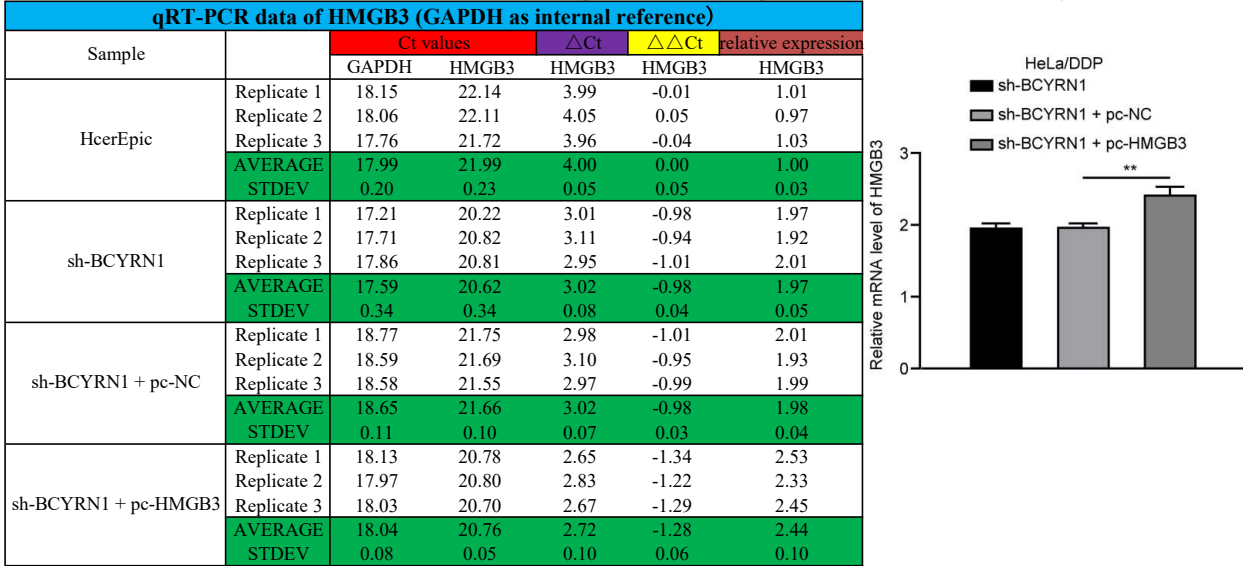 qRT-PCR data of HMGB3 (GAPDH as internal reference)
Sample Ct values △Ct △△Ct relative expression
GAPDH HMGB3 HMGB3 HMGB3 HMGB3
HcerEpic
Replicate 1 18.15 22.14 3.99 -0.01 1.01
Replicate 2 18.06 22.11 4.05 0.05 0.97
Replicate 3 17.76 21.72 3.96 -0.04 1.03
AVERAGE 17.99 21.99 4.00 0.00 1.00
STDEV 0.20 0.23 0.05 0.05 0.03
sh-BCYRN1
Replicate 1 17.21 20.22 3.01 -0.98 1.97
Replicate 2 17.71 20.82 3.11 -0.94 1.92
Replicate 3 17.86 20.81 2.95 -1.01 2.01
AVERAGE 17.59 20.62 3.02 -0.98 1.97
STDEV 0.34 0.34 0.08 0.04 0.05
sh-BCYRN1 + pc-NC
Replicate 1 18.77 21.75 2.98 -1.01 2.01
Replicate 2 18.59 21.69 3.10 -0.95 1.93
Replicate 3 18.58 21.55 2.97 -0.99 1.99
AVERAGE 18.65 21.66 3.02 -0.98 1.98
STDEV 0.11 0.10 0.07 0.03 0.04
sh-BCYRN1 + pc-HMGB3
Replicate 1 18.13 20.78 2.65 -1.34 2.53
Replicate 2 17.97 20.80 2.83 -1.22 2.33
Replicate 3 18.03 20.70 2.67 -1.29 2.45
AVERAGE 18.04 20.76 2.72 -1.28 2.44
STDEV 0.08 0.05 0.10 0.06 0.10
HeLa/DDP
sh-BCYRN1
sh-BCYRN1 + pc-NC
sh-BCYRN1 + pc-HMGB3
Relative mRNA level of HMGB3
3
2
1
0
**